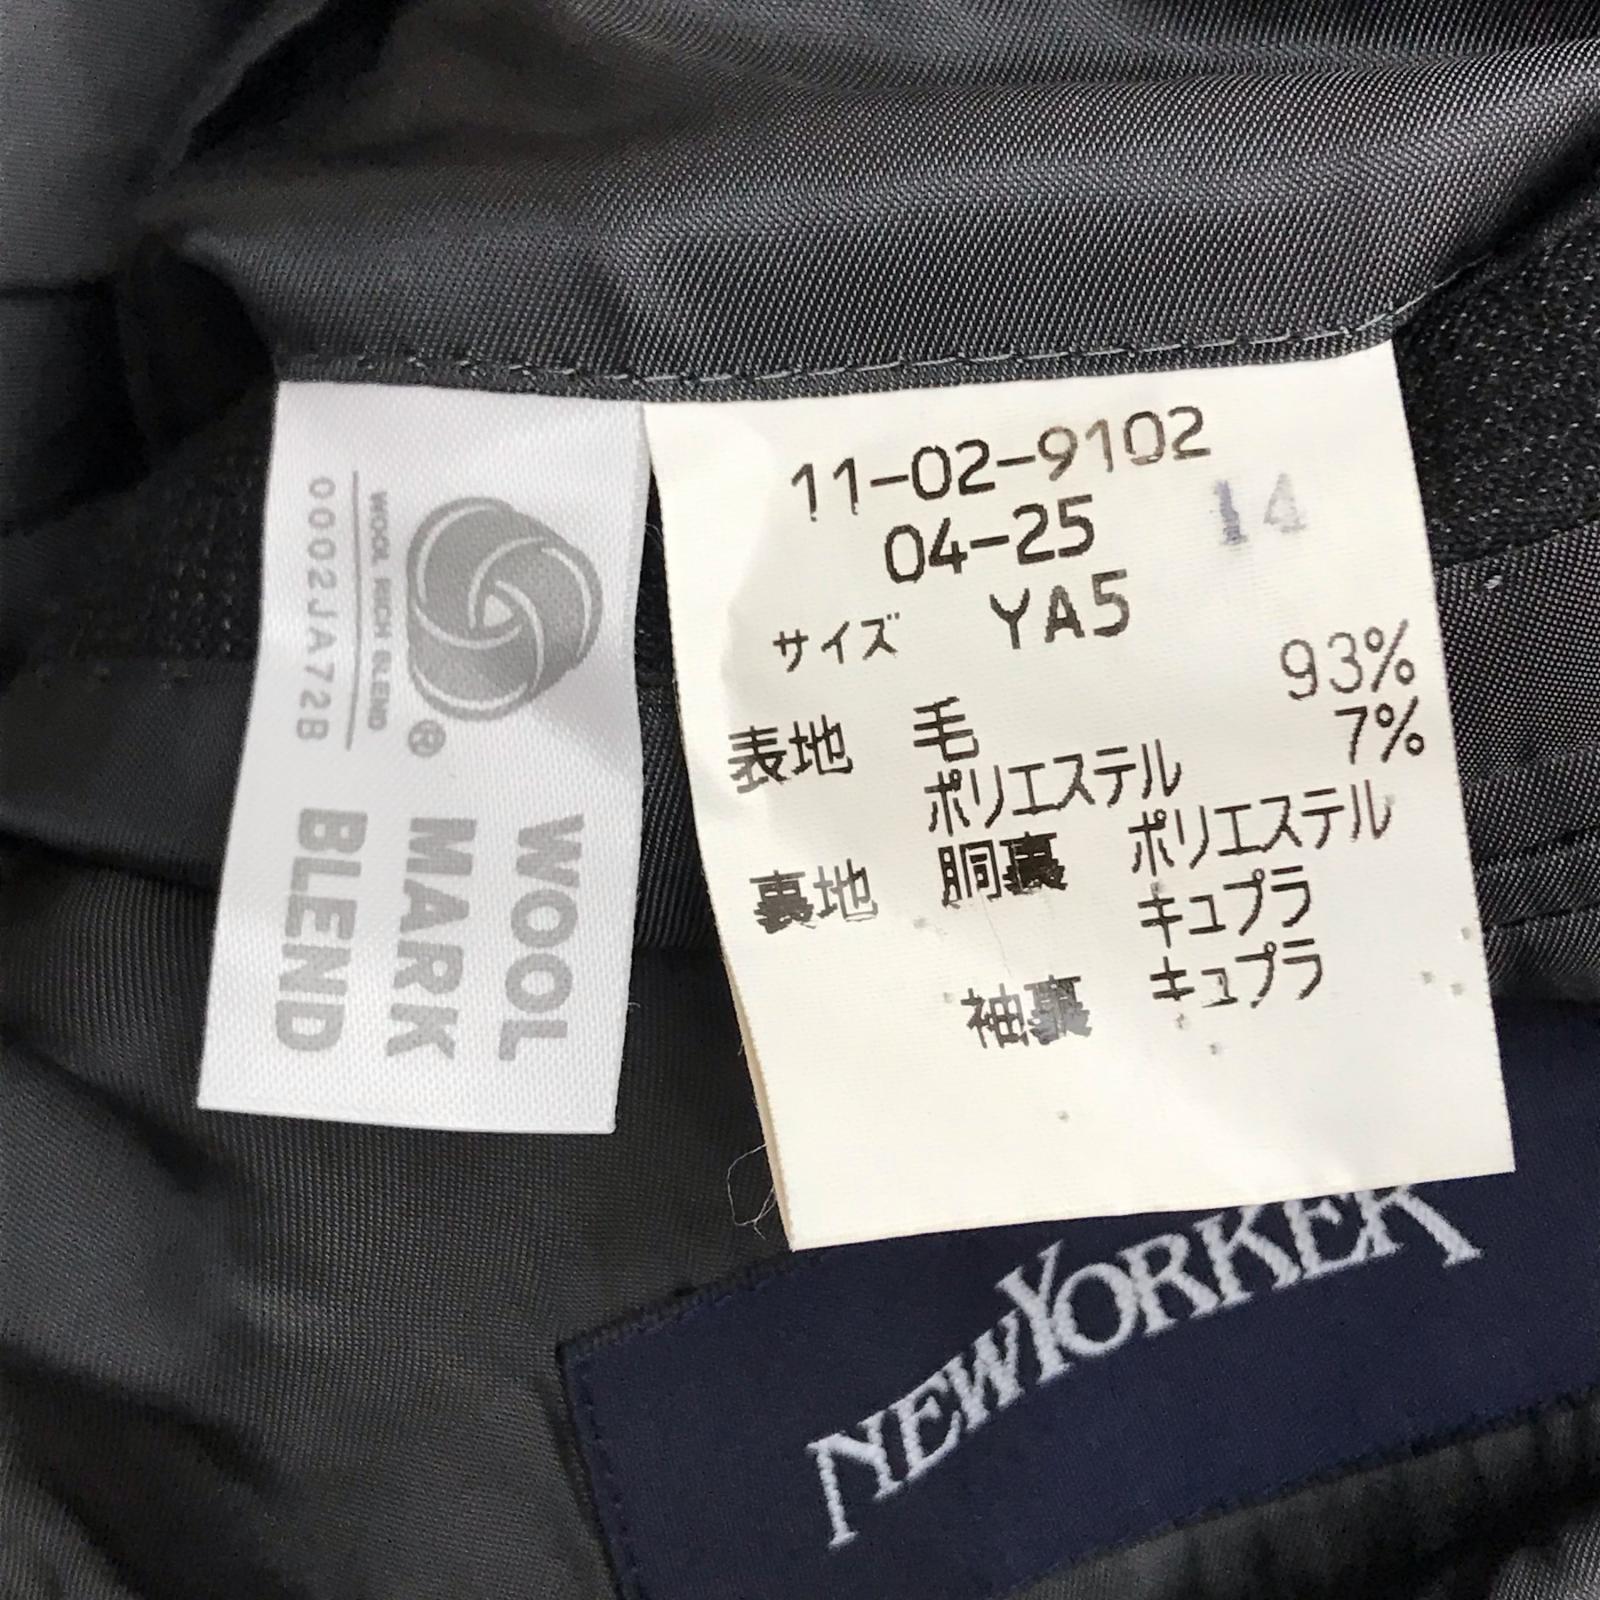 WOOL
MARK
BLEND
®
WOOL RICH BLEND
0002JA72B
11-02-9102
04-25 14
サイズ YA5
表地 毛 93%
ポリエステル 7%
裏地 胴裏 ポリエステル
キュプラ
袖裏 キュプラ
NEWYORKER